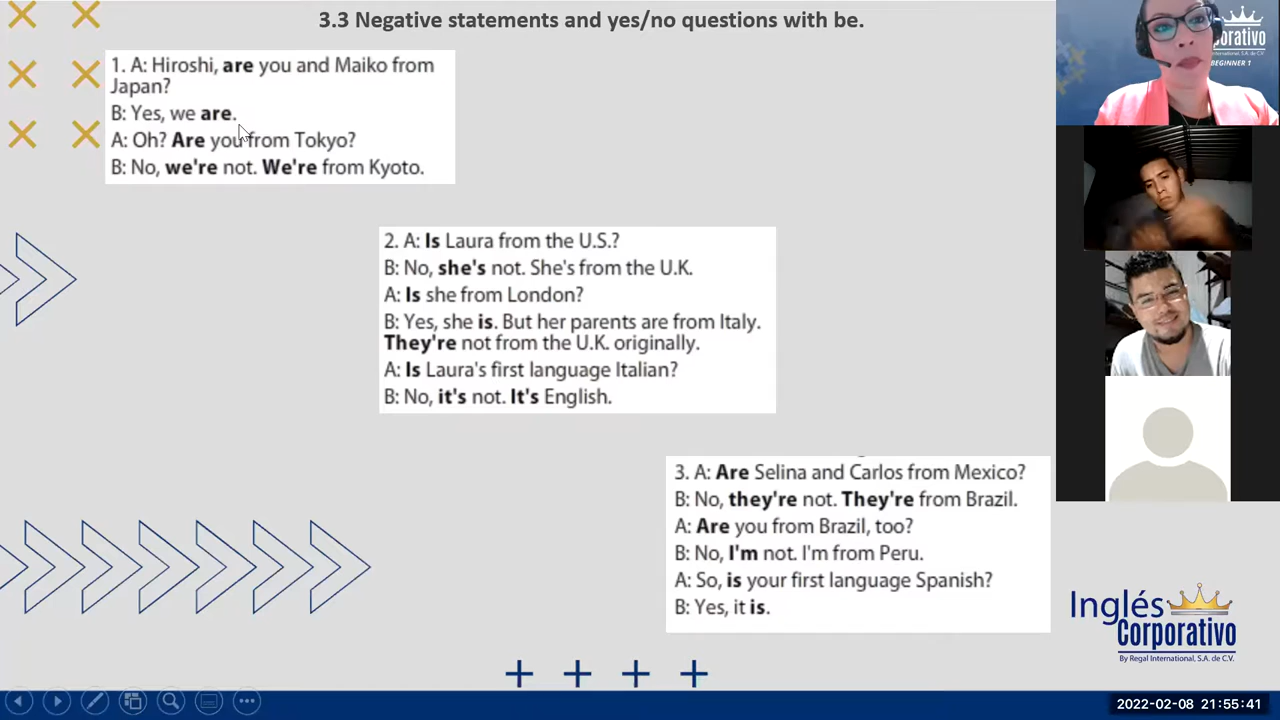 3.3 Negative statements and yes/no questions with be.
1. A: Hiroshi, are you and Maiko from
Japan?
B: Yes, we are.
A: Oh? Are you from Tokyo?
B: No, we're not. We're from Kyoto.
2. A: Is Laura from the U.S.?
B: No, she's not. She's from the U.K.
A: Is she from London?
B: Yes, she is. But her parents are from Italy.
They're not from the U.K. originally.
A: Is Laura's first language Italian?
B: No, it's not. It's English.
3. A: Are Selina and Carlos from Mexico?
B: No, they're not. They're from Brazil.
A: Are you from Brazil, too?
B: No, I'm not. I'm from Peru.
A: So, is your first language Spanish?
B: Yes, it is.
orativo
BEGINNER 1
Inglés
Corporativo
By Regal International, S.A. de C.V.
2022-02-08 21:55:41